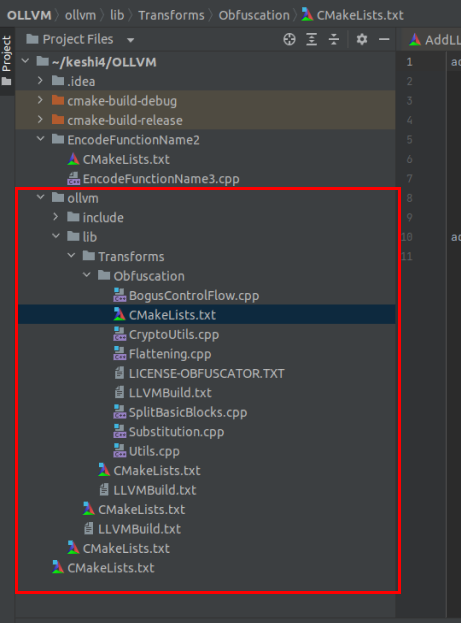 OLLVM › ollvm › lib › Transforms › Obfuscation › CMakeLists.txt
Project
Project Files
AddLL
~/keshi4/OLLVM
.idea
cmake-build-debug
cmake-build-release
EncodeFunctionName2
CMakeLists.txt
EncodeFunctionName3.cpp
ollvm
include
lib
Transforms
Obfuscation
BogusControlFlow.cpp
CMakeLists.txt
CryptoUtils.cpp
Flattening.cpp
LICENSE-OBFUSCATOR.TXT
LLVMBuild.txt
SplitBasicBlocks.cpp
Substitution.cpp
Utils.cpp
CMakeLists.txt
LLVMBuild.txt
CMakeLists.txt
LLVMBuild.txt
CMakeLists.txt
CMakeLists.txt
1 ad
2
3
4
5
6
7
8
9
10 ad
11